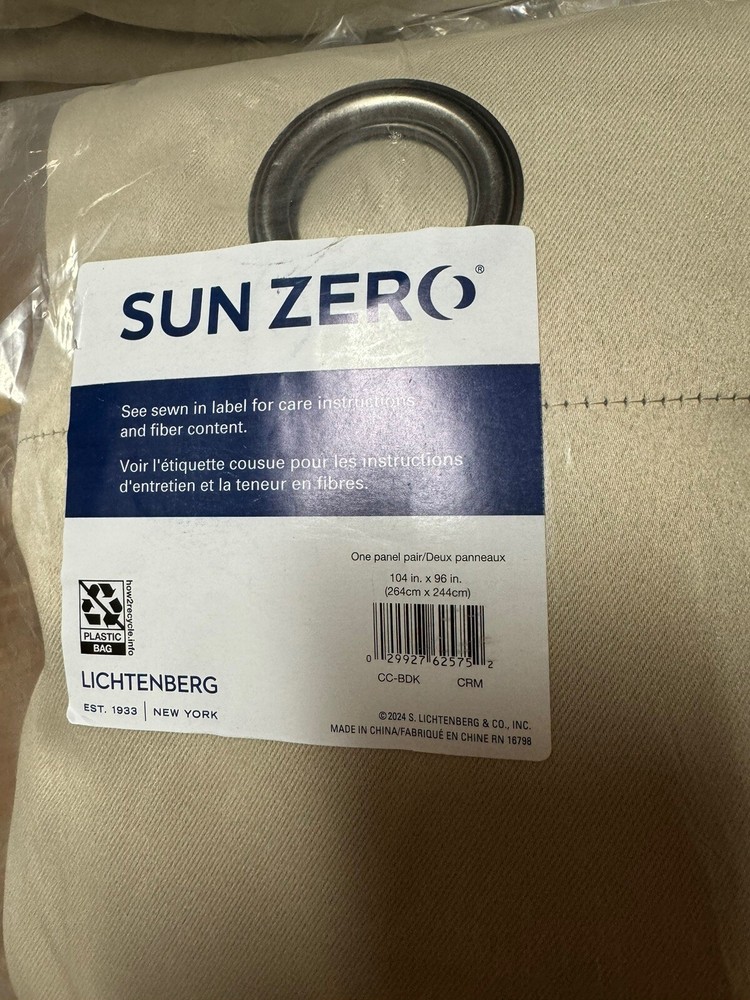 SUN ZERO®
See sewn in label for care instructions
and fiber content.
Voir l'étiquette cousue pour les instructions
d'entretien et la teneur en fibres.
One panel pair/Deux panneaux
104 in. x 96 in.
(264cm x 244cm)
0 29927 62575 2
CC-BDK CRM
how2recycle.info
PLASTIC
BAG
LICHTENBERG
EST. 1933 | NEW YORK
©2024 S. LICHTENBERG & CO., INC.
MADE IN CHINA/FABRIQUÉ EN CHINE RN 16798